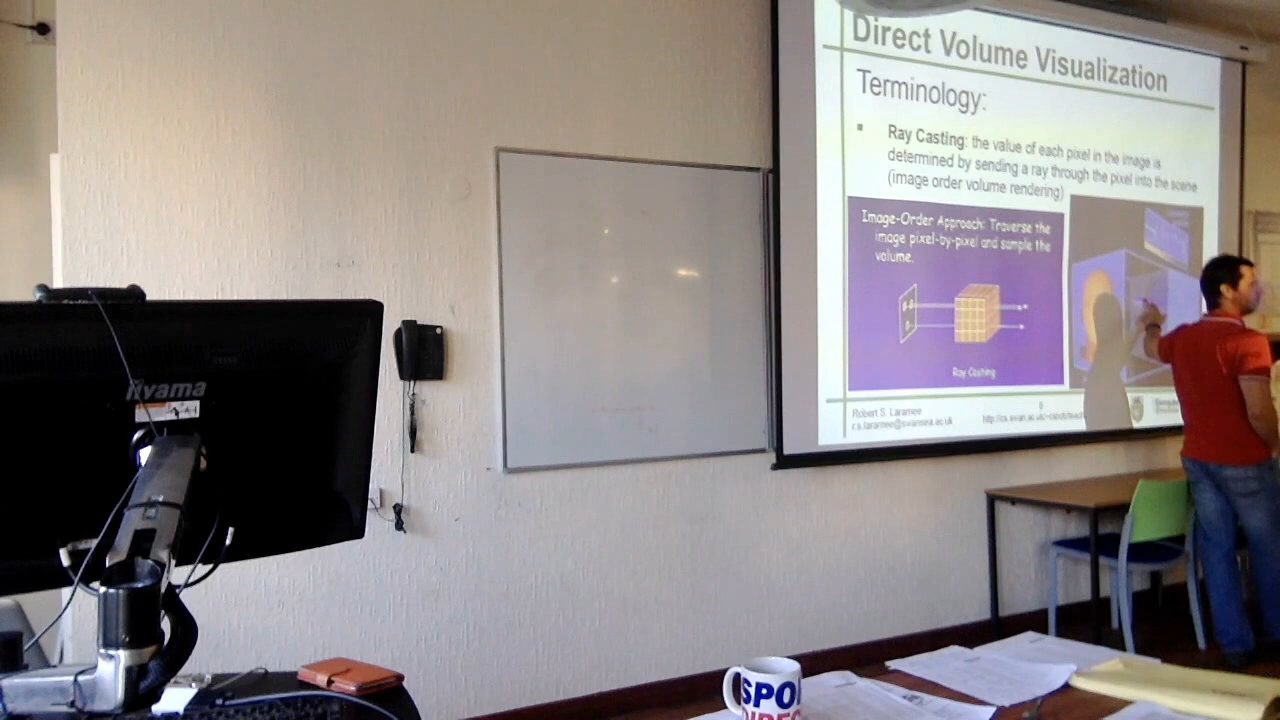 Direct Volume Visualization
Terminology:
Ray Casting: the value of each pixel in the image is
determined by sending a ray through the pixel into the scene
(image order volume rendering)
Image-Order Approach: Traverse the
image pixel-by-pixel and sample the
volume.
Ray Casting
Robert S. Laramee
r.s.laramee@swansea.ac.uk
8
iiyama
SPO
DIREC